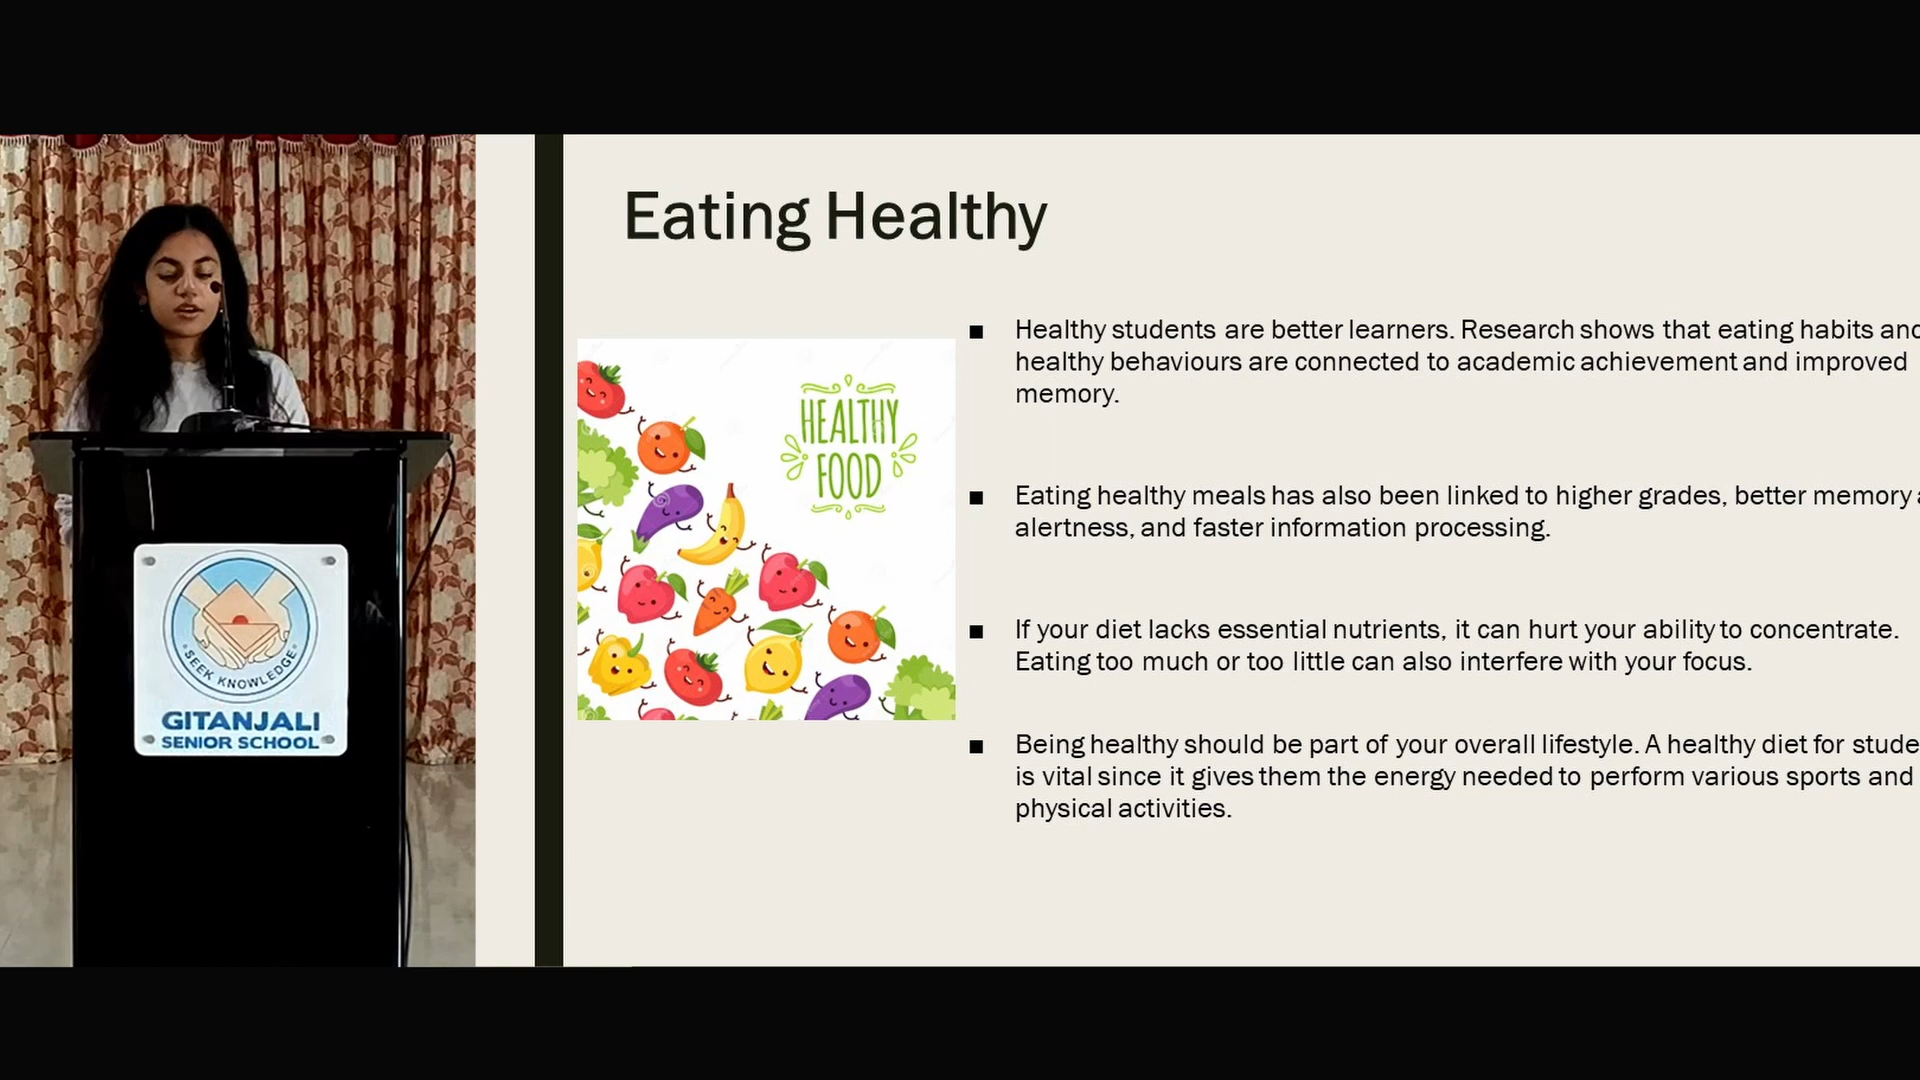 Eating Healthy
■ Healthy students are better learners. Research shows that eating habits and
healthy behaviours are connected to academic achievement and improved
memory.
■ Eating healthy meals has also been linked to higher grades, better memory
alertness, and faster information processing.
■ If your diet lacks essential nutrients, it can hurt your ability to concentrate.
Eating too much or too little can also interfere with your focus.
■ Being healthy should be part of your overall lifestyle. A healthy diet for
is vital since it gives them the energy needed to perform various sports and
physical activities.
HEALTHY
FOOD
SEEK KNOWLEDGE
GITANJALI
SENIOR SCHOOL